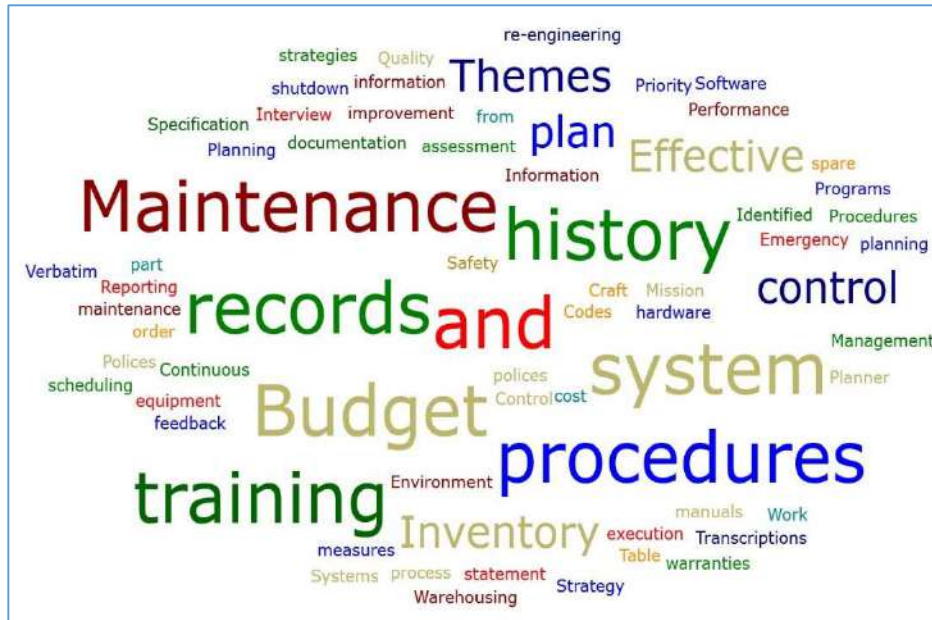 re-engineering
strategies Quality Themes Priority Software
shutdown information
Interview improvement from plan Performance
Specification documentation assessment Effective spare
Planning
Information Programs
Maintenance history Identified Procedures
Emergency planning
Verbatim part Safety control
Reporting
maintenance records and Craft Mission
order Codes hardware
Management
Polices Continuous polices system Planner
scheduling Budget Control cost
equipment
feedback procedures
training Environment
Inventory manuals Work
measures execution Transcriptions
Table warranties
Systems process statement Strategy
Warehousing